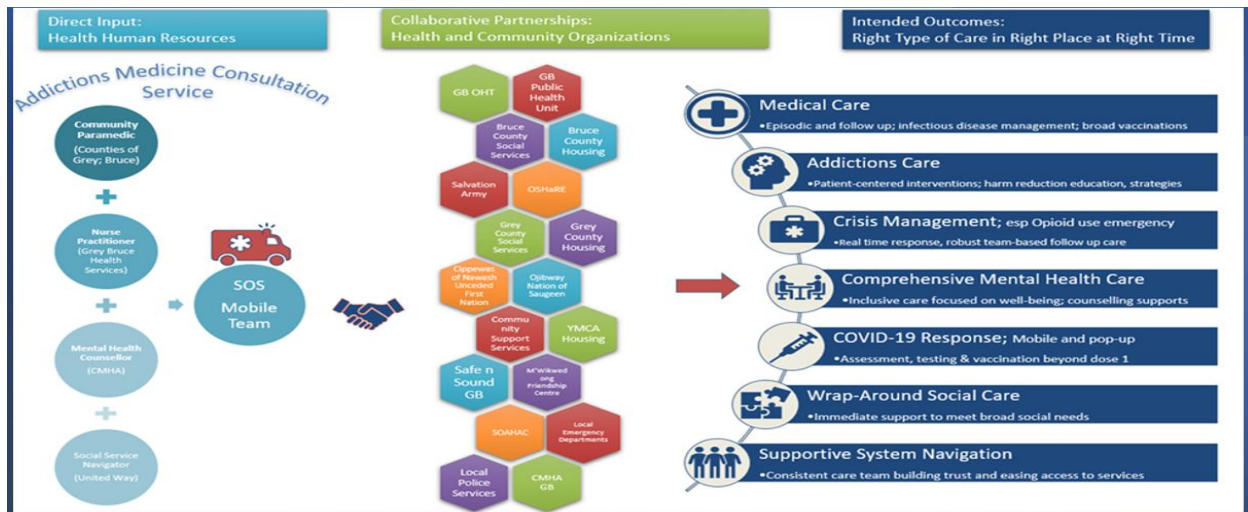 Direct Input:
Health Human Resources
Collaborative Partnerships:
Health and Community Organizations
Intended Outcomes:
Right Type of Care in Right Place at Right Time
Addictions Medicine Consultation
Service
Community
Paramedic
(Counties of
Grey; Bruce)
Nurse
Practitioner
(Grey Bruce
Health
Services)
Mental Health
Counsellor
(CMHA)
Social Service
Navigator
(United Way)
SOS
Mobile
Team
GB OHT
GB
Public
Health
Unit
Bruce
County
Social
Services
Bruce
County
Housing
Salvation
Army
OSHaRE
Grey
County
Social
Services
Grey
County
Housing
Cippewas
of Newash
Unceded
First
Nation
Ojibway
Nation of
Saugeen
Commu
nity
Support
Services
YMCA
Housing
Safe n
Sound
GB
M'Wikwed
ong
Friendship
Centre
SOAHAC
Local
Emergency
Departments
Local
Police
Services
CMHA
GB
Medical Care
•Episodic and follow up; infectious disease management; broad vaccinations
Addictions Care
•Patient-centered interventions; harm reduction education, strategies
Crisis Management; esp Opioid use emergency
•Real time response, robust team-based follow up care
Comprehensive Mental Health Care
•Inclusive care focused on well-being; counselling supports
COVID-19 Response; Mobile and pop-up
•Assessment, testing & vaccination beyond dose 1
Wrap-Around Social Care
•Immediate support to meet broad social needs
Supportive System Navigation
•Consistent care team building trust and easing access to services